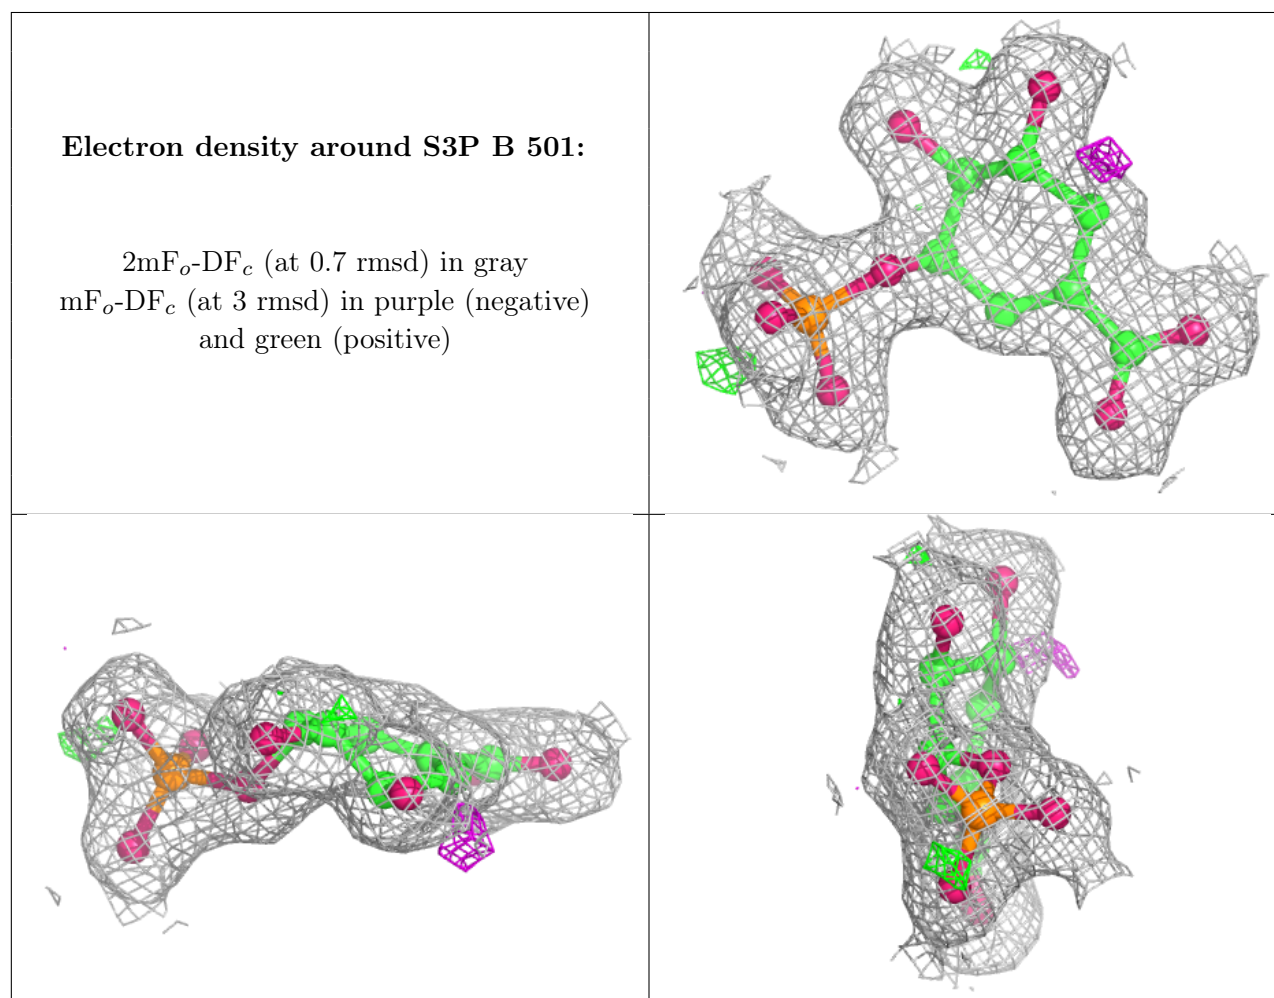 Electron density around S3P B 501:
2mFo-DFc (at 0.7 rmsd) in gray
mFo-DFc (at 3 rmsd) in purple (negative)
and green (positive)